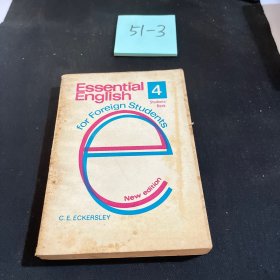 51-3
Essential
English
4
Students'
Book
for Foreign Students
New edition
C. E. ECKERSLEY